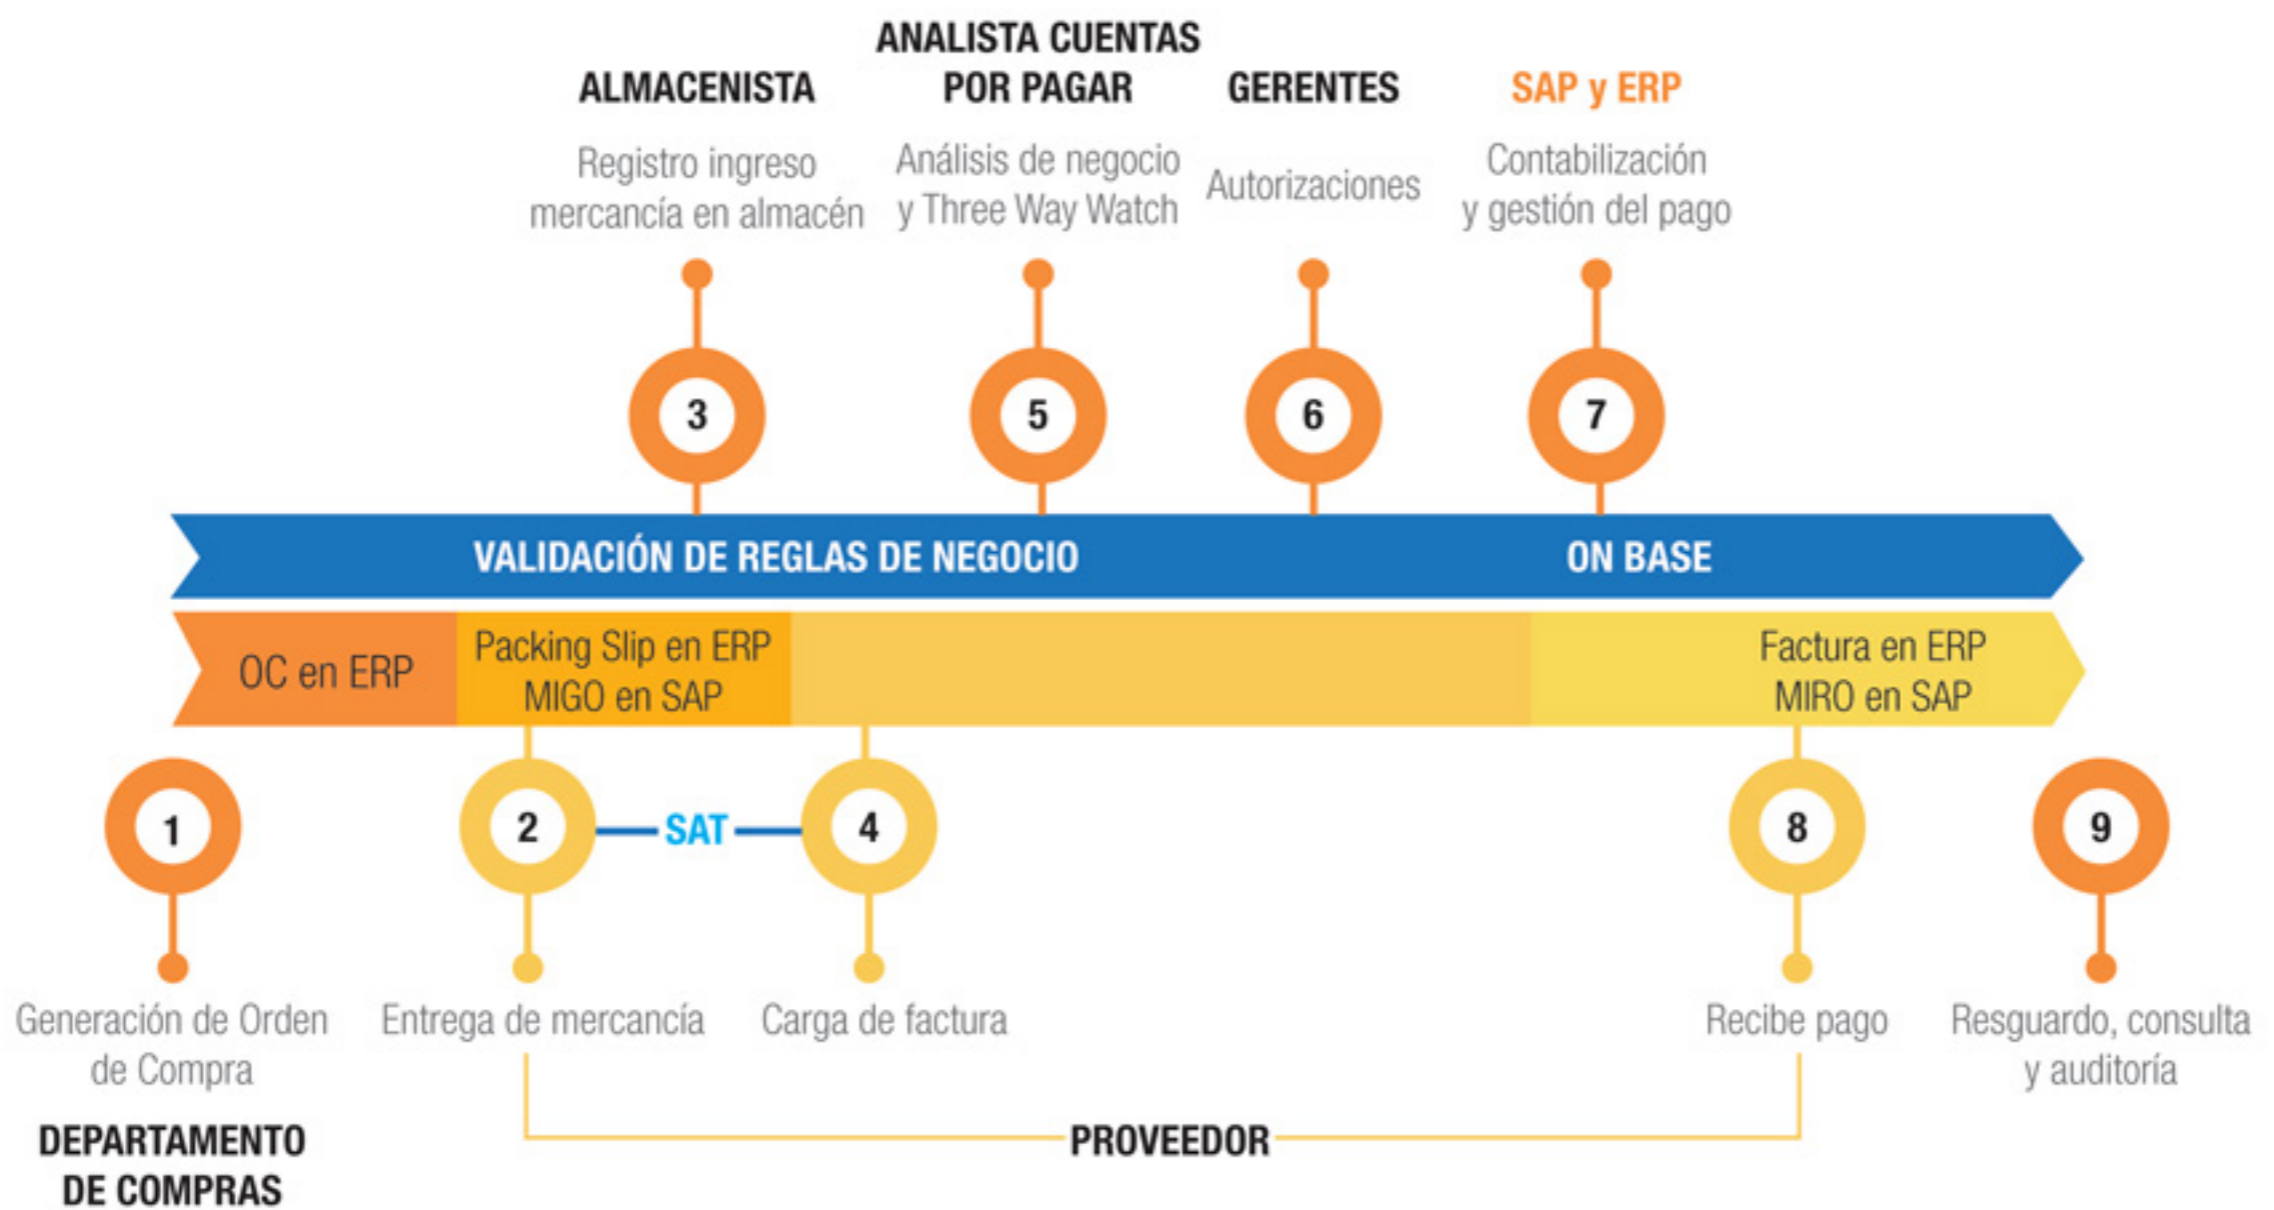 ALMACENISTA
Registro ingreso
mercancía en almacén
ANALISTA CUENTAS
POR PAGAR
Análisis de negocio
y Three Way Watch
GERENTES
Autorizaciones
SAP y ERP
Contabilización
y gestión del pago
3
5
6
7
VALIDACIÓN DE REGLAS DE NEGOCIO
ON BASE
OC en ERP
Packing Slip en ERP
MIGO en SAP
Factura en ERP
MIRO en SAP
1
2
SAT
4
8
9
Generación de Orden
de Compra
DEPARTAMENTO
DE COMPRAS
Entrega de mercancía
Carga de factura
Recibe pago
Resguardo, consulta
y auditoría
PROVEEDOR